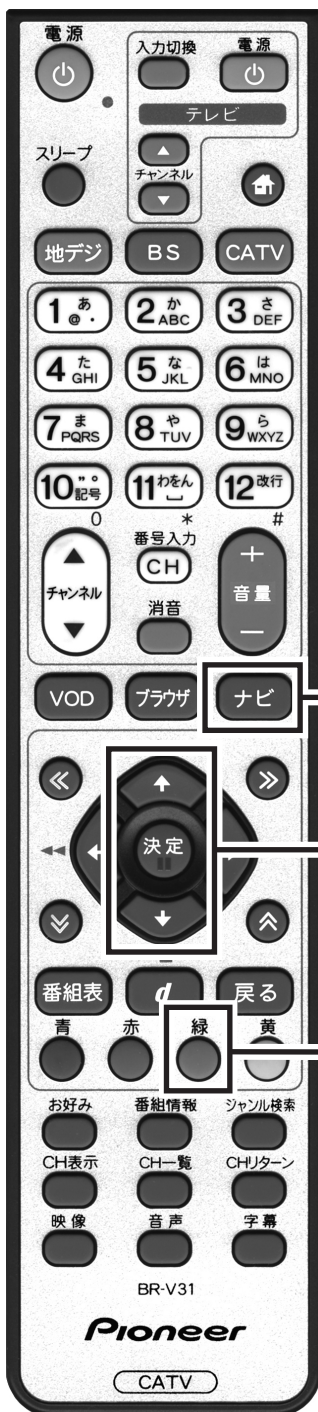 電源
入力切換 電源
テレビ
スリープ
チャンネル
地デジ BS CATV
1 あ @. 2 か ABC 3 さ DEF
4 た GHI 5 な JKL 6 は MNO
7 ま PQRS 8 や TUV 9 ら WXYZ
10 ゛゜ 記号 11 わをん 12 改行
0 * #
番号入力
CH
チャンネル
+
音量
−
消音
VOD ブラウザ ナビ
決定
番組表 d 戻る
青 赤 緑 黄
お好み 番組情報 ジャンル検索
CH表示 CH一覧 CHリターン
映像 音声 字幕
BR-V31
Pioneer
CATV